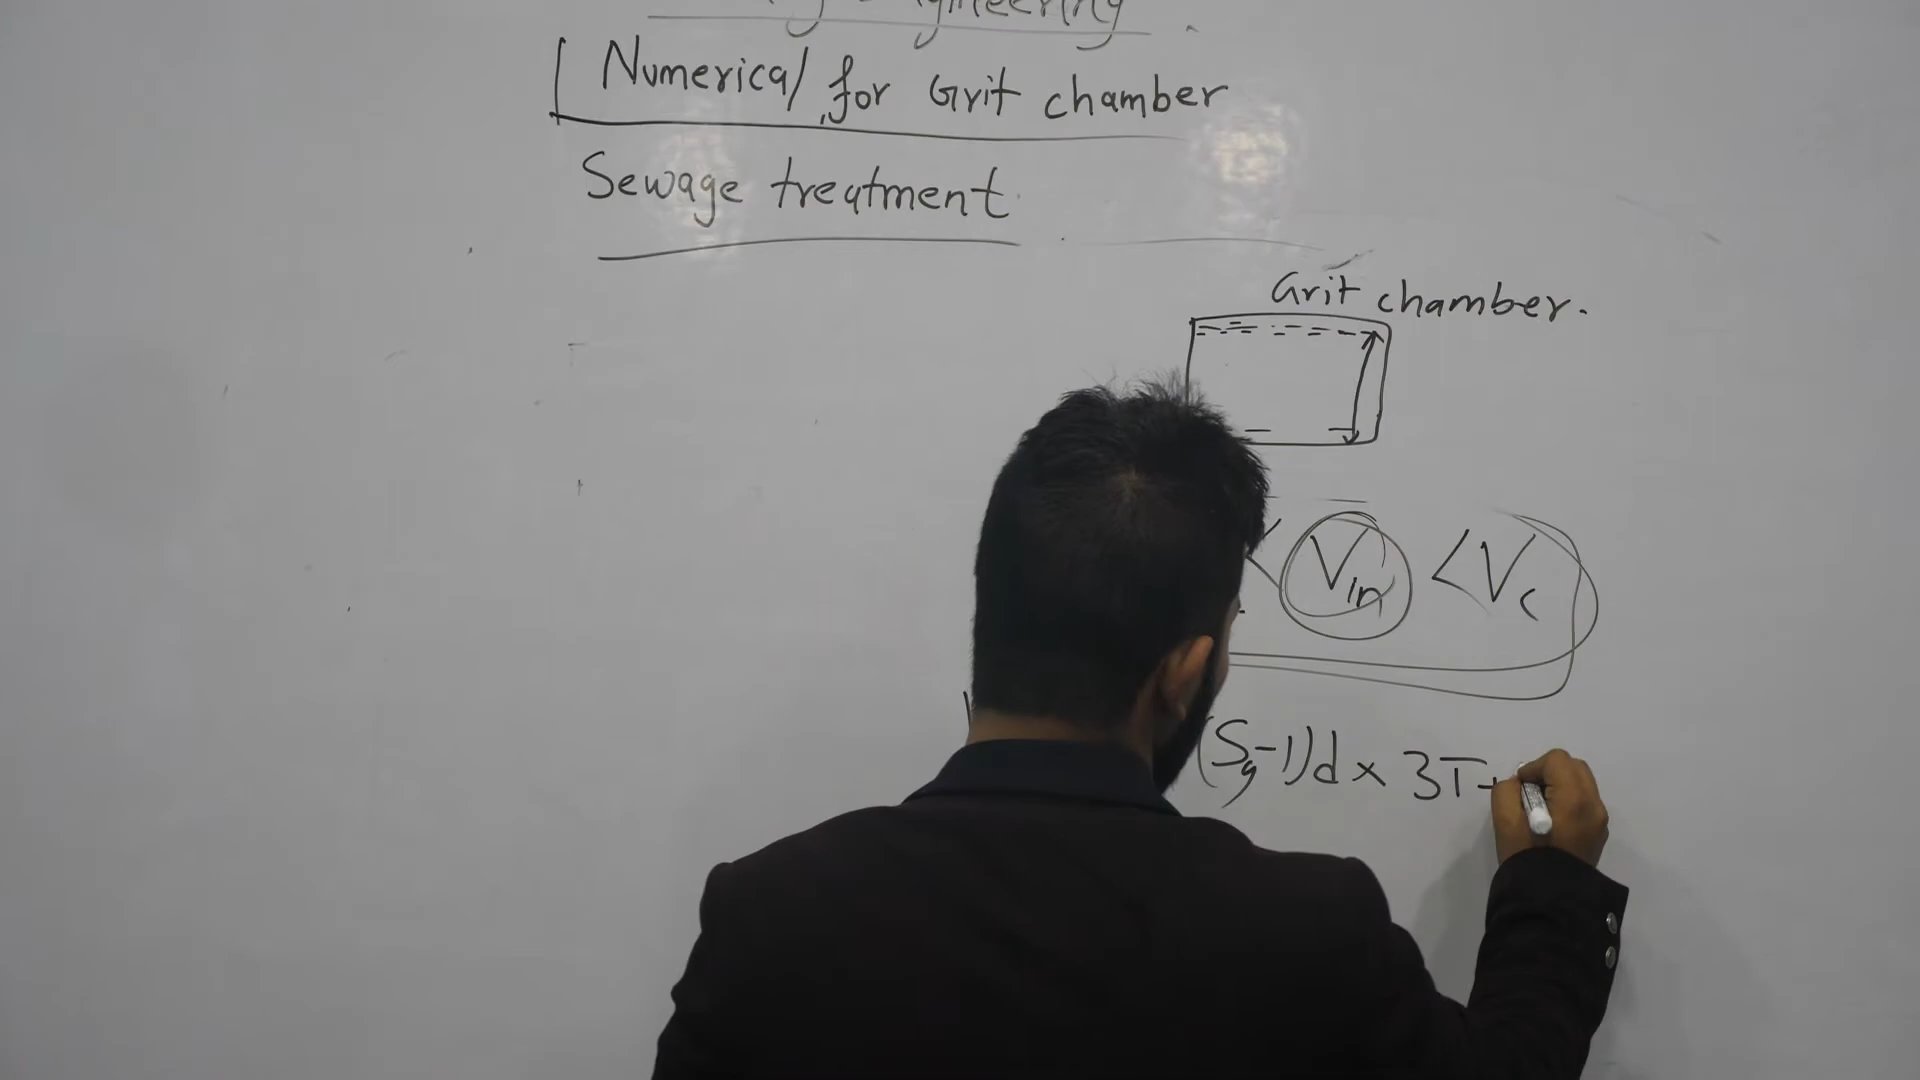 Numerical for Grit chamber
Sewage treatment
Grit chamber.
< Vin < Vc
(Sg-1)d × 3T+